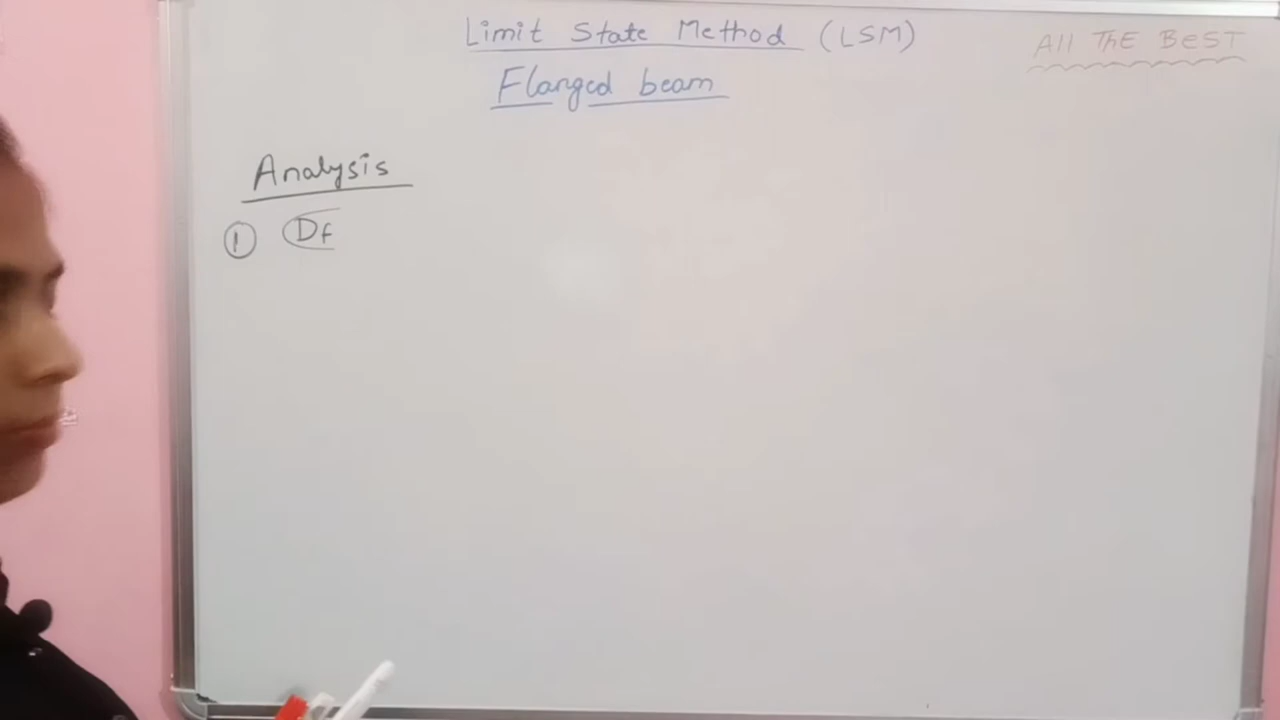 Limit State Method (LSM)
All THE BEST
Flanged beam
Analysis
① Df